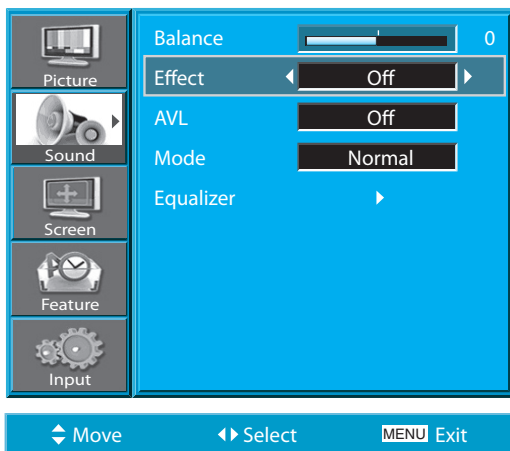 Picture
Sound
Screen
Feature
Input
Balance 0
Effect Off
AVL Off
Mode Normal
Equalizer
Move Select MENU Exit